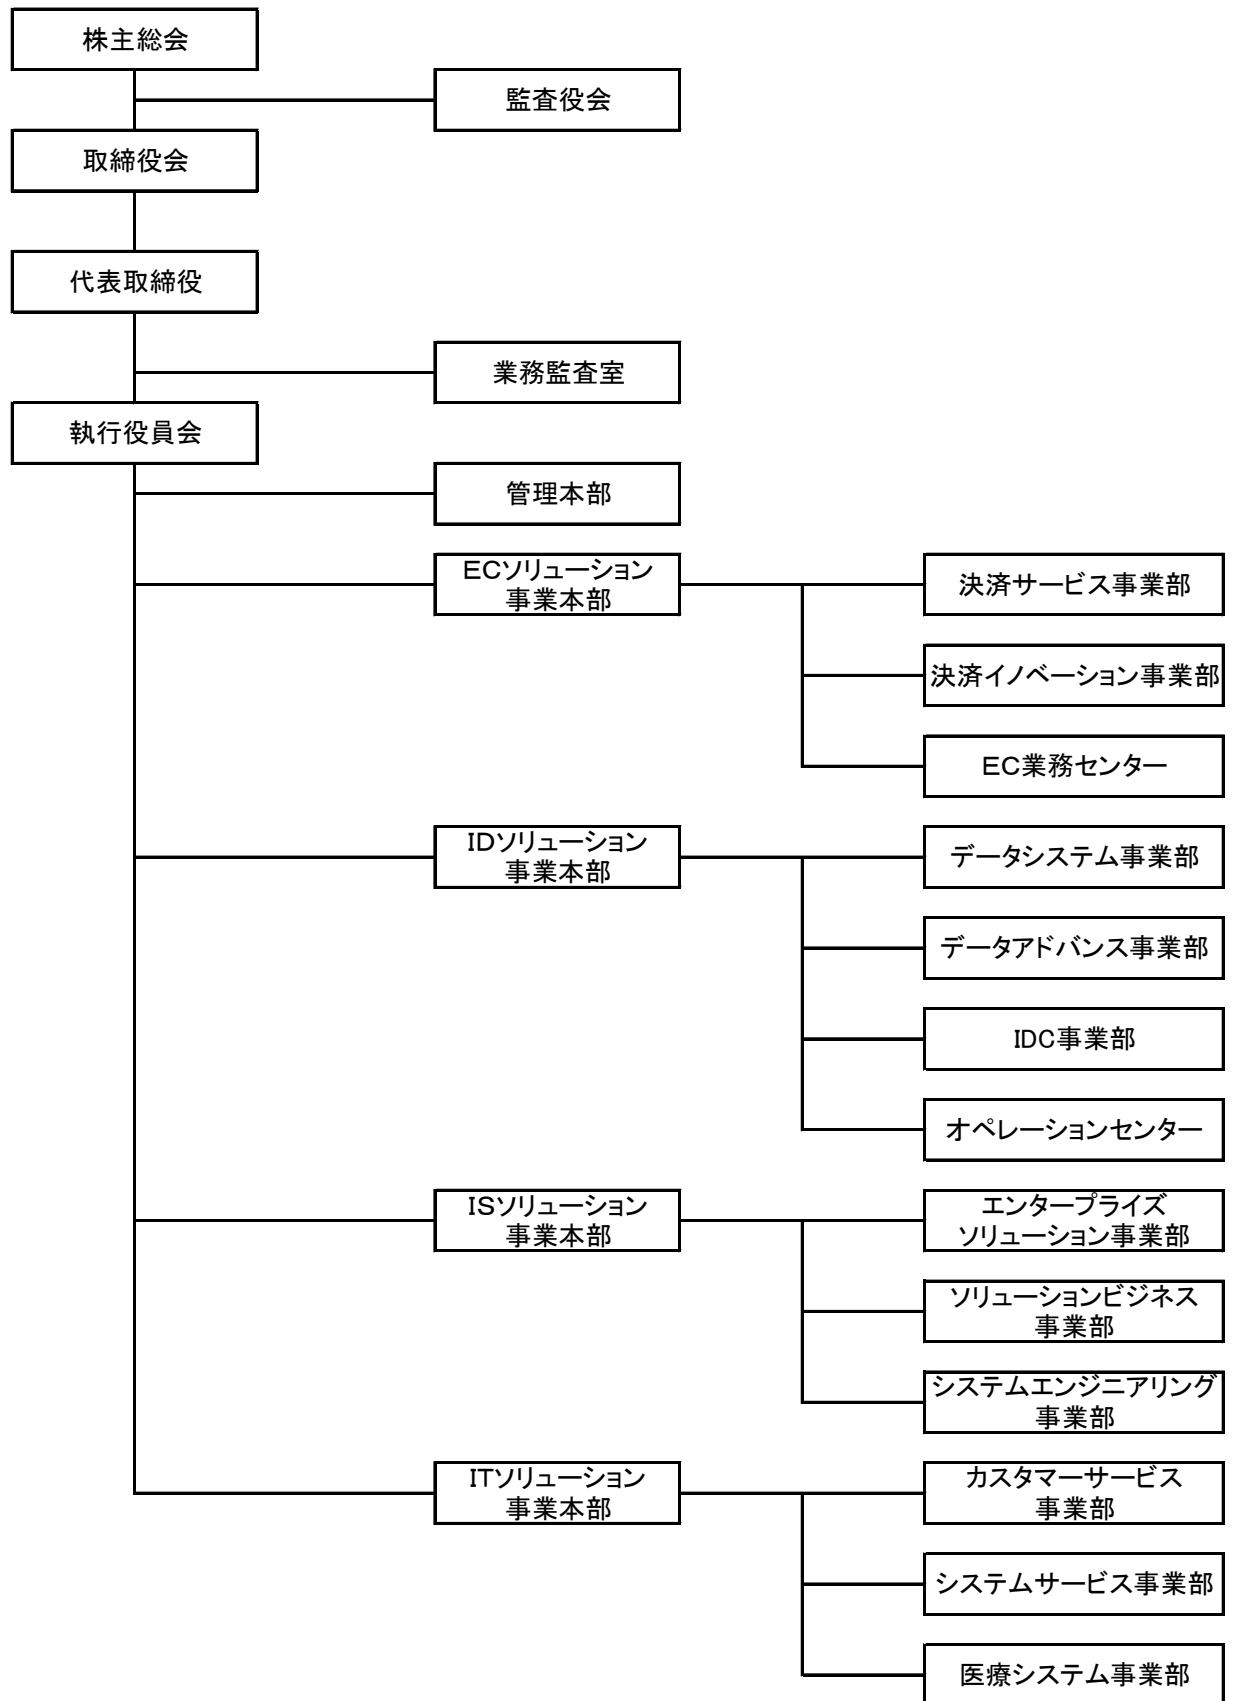 株主総会
監査役会
取締役会
代表取締役
業務監査室
執行役員会
管理本部
ECソリューション
事業本部
決済サービス事業部
決済イノベーション事業部
EC業務センター
IDソリューション
事業本部
データシステム事業部
データアドバンス事業部
IDC事業部
オペレーションセンター
ISソリューション
事業本部
エンタープライズ
ソリューション事業部
ソリューションビジネス
事業部
システムエンジニアリング
事業部
ITソリューション
事業本部
カスタマーサービス
事業部
システムサービス事業部
医療システム事業部